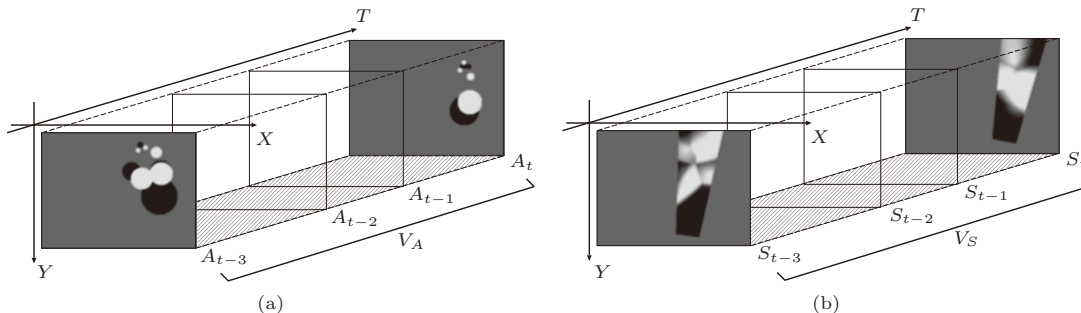 T
X
Y
A_t
A_{t−1}
A_{t−2}
A_{t−3}
V_A
(a)
T
X
Y
S_{t−1}
S_{t−2}
S_{t−3}
V_S
(b)